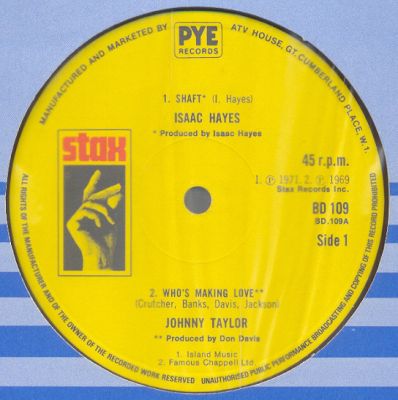 MANUFACTURED AND MARKETED BY PYE RECORDS ATV HOUSE, GT. CUMBERLAND PLACE, W.1.
1. SHAFT* (I. Hayes)
ISAAC HAYES
* Produced by Isaac Hayes
stax
45 r.p.m.
1. ℗ 1971. 2. ℗ 1969
Stax Records Inc.
BD 109
BD.109A
Side 1
2. WHO'S MAKING LOVE**
(Crutcher, Banks, Davis, Jackson)
JOHNNY TAYLOR
** Produced by Don Davis
1. Island Music
2. Famous Chappell Ltd.
ALL RIGHTS OF THE MANUFACTURER AND OF THE OWNER OF THE RECORDED WORK RESERVED UNAUTHORISED PUBLIC PERFORMANCE BROADCASTING AND COPYING OF THIS RECORD PROHIBITED.